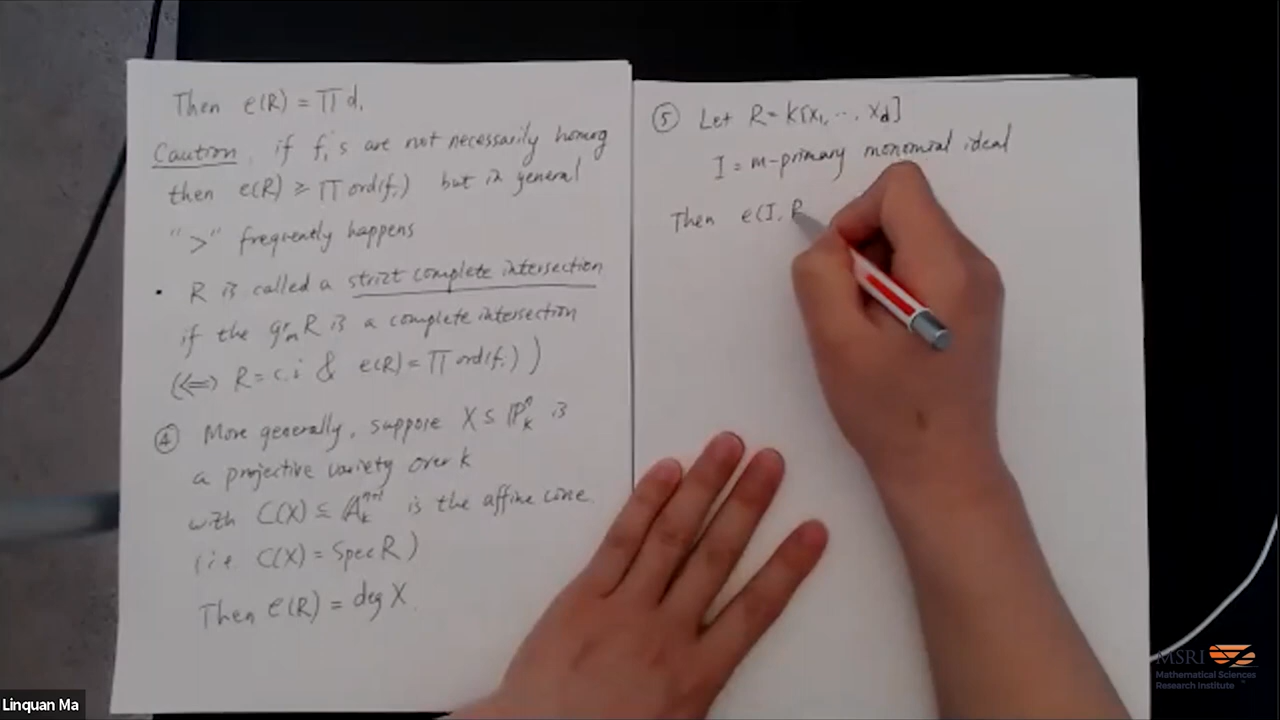 Then e(R) = ∏ dᵢ
Caution. if fᵢ's are not necessarily homog
then e(R) ≥ ∏ ord(fᵢ) but in general
">" frequently happens
• R is called a strict complete intersection
if the grₘR is a complete intersection
(⟺ R = c.i & e(R) = ∏ ord(fᵢ))
④ More generally, suppose X ⊆ ℙⁿₖ is
a projective variety over k
with C(X) ⊆ 𝔸ⁿ⁺¹ₖ is the affine cone
(i.e. C(X) = Spec R)
Then e(R) = deg X.
⑤ Let R = k[x₁, ⋯, x_d]
I = m-primary monomial ideal
Then e(I, R
Linquan Ma
MSRI
Mathematical Sciences
Research Institute